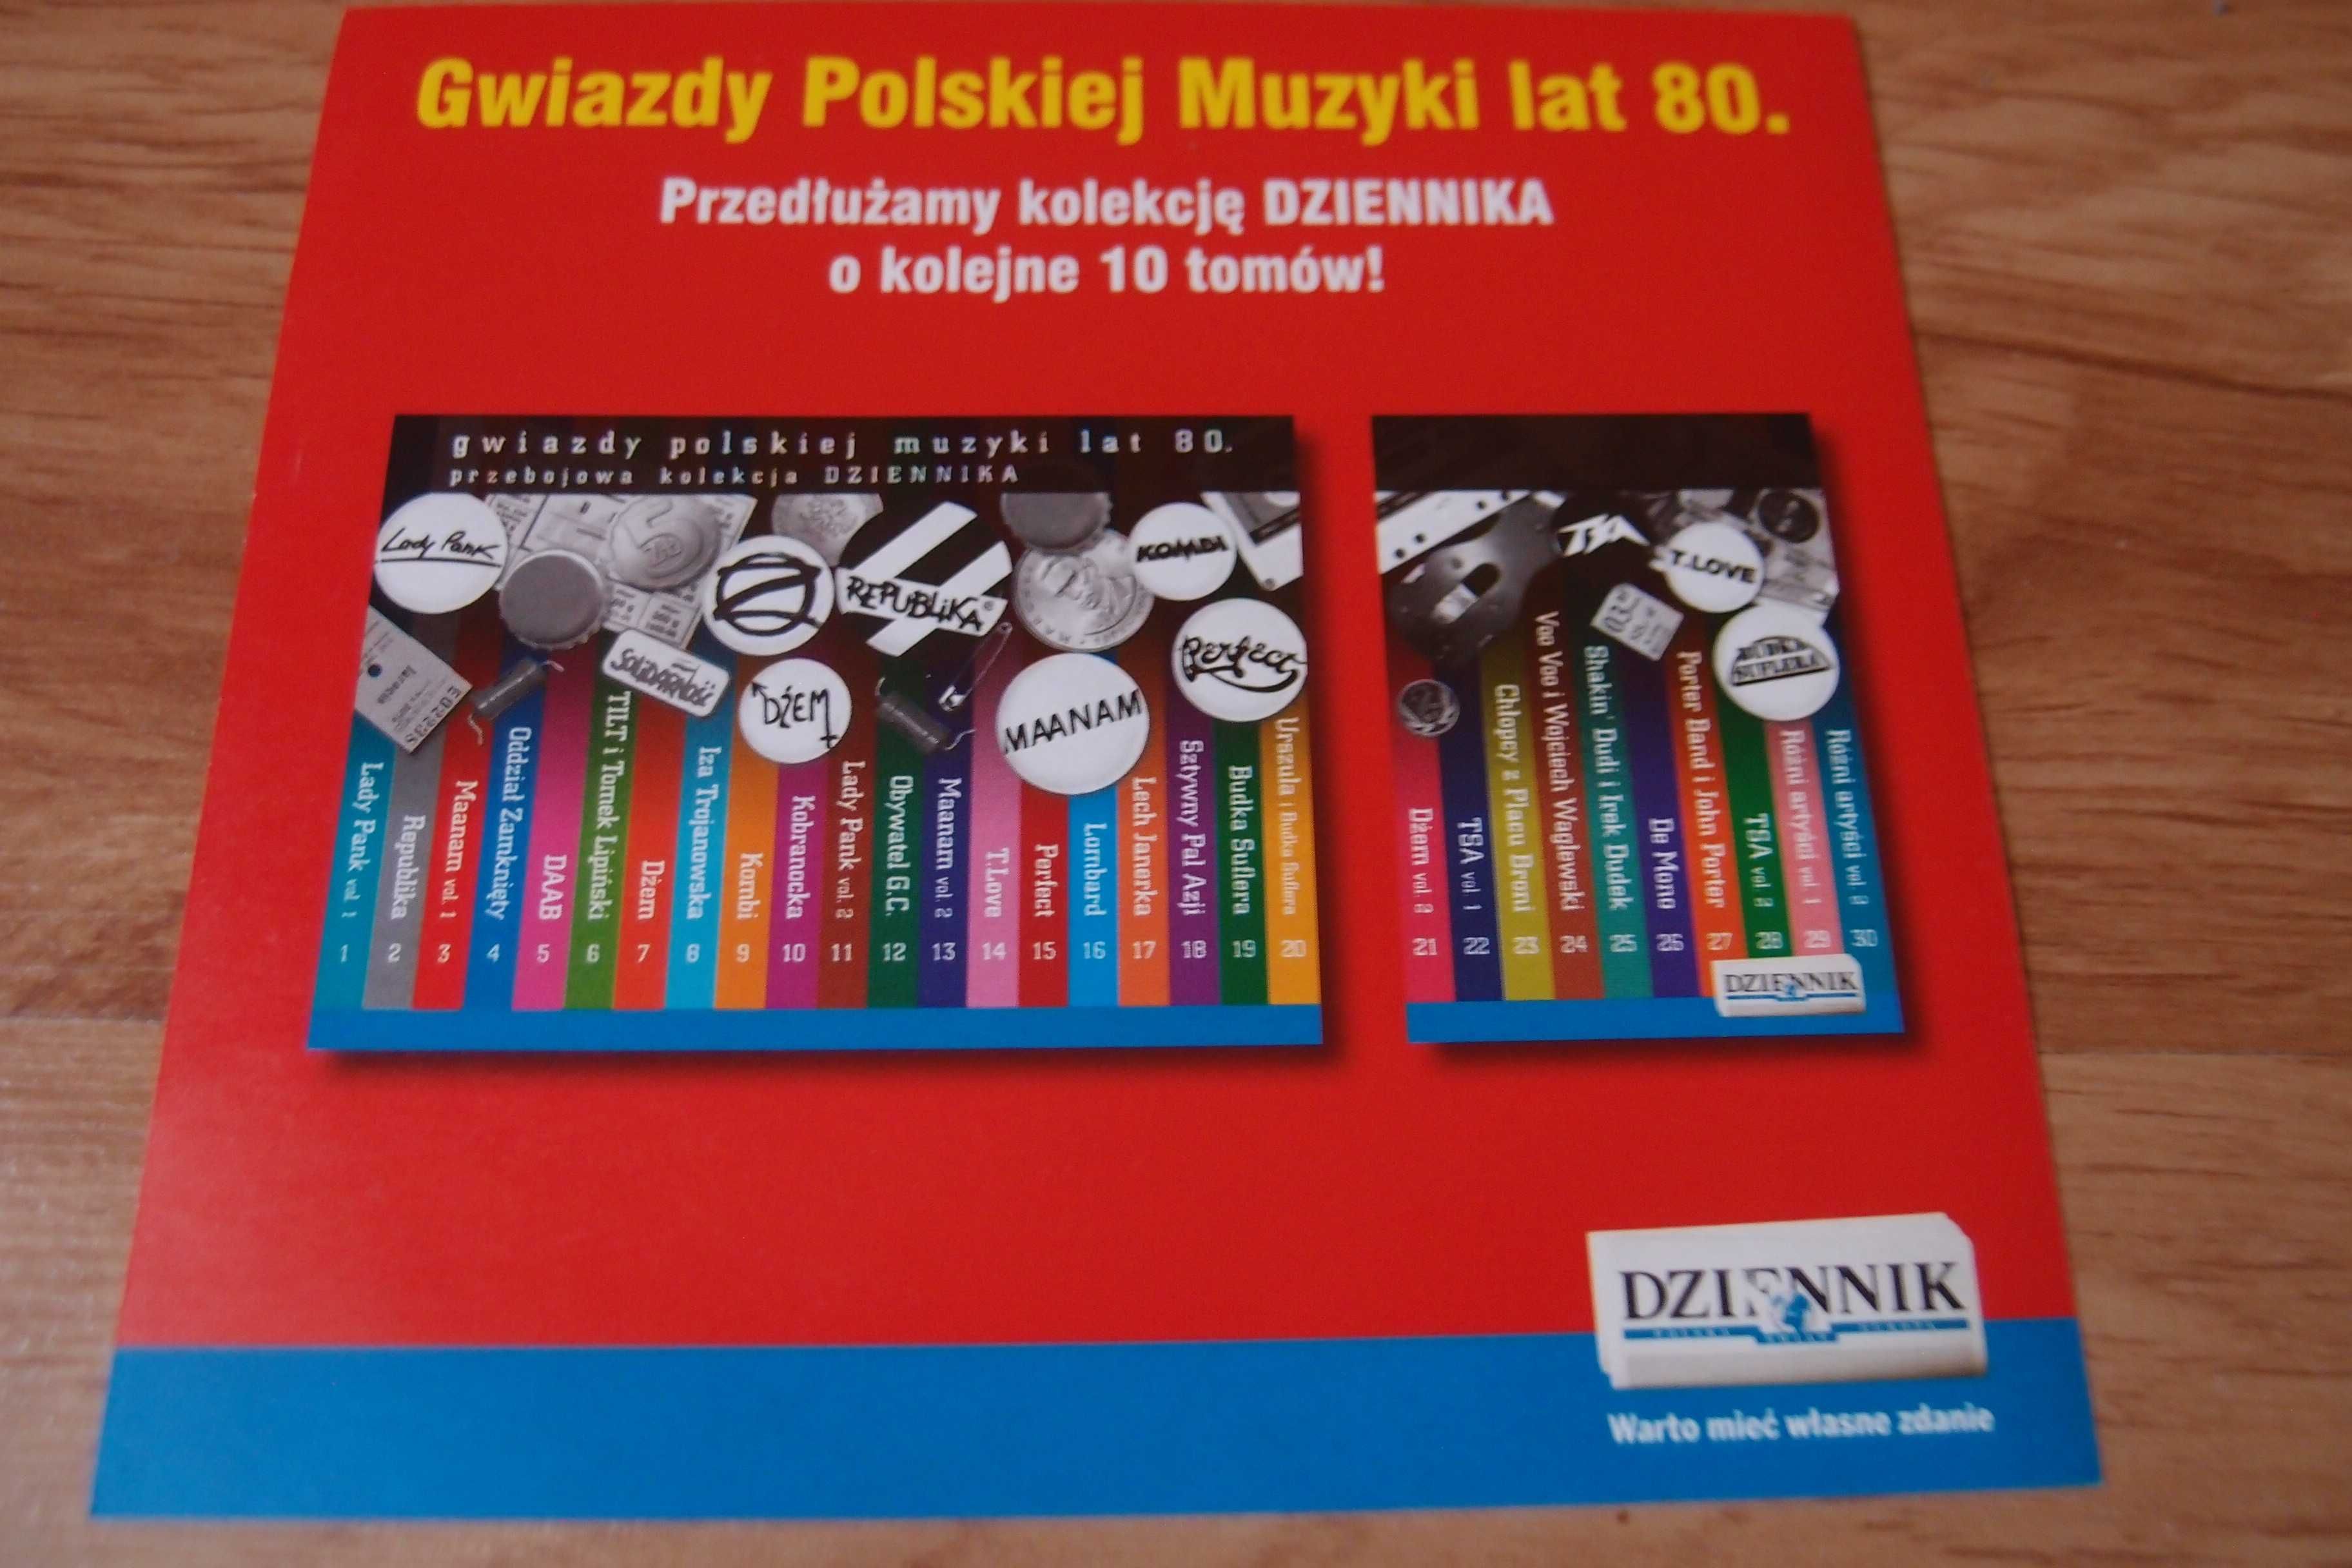 Gwiazdy Polskiej Muzyki lat 80.
Przedłużamy kolekcję DZIENNIKA
o kolejne 10 tomów!
gwiazdy polskiej muzyki lat 80.
przebojowa kolekcja DZIENNIKA
Lady Pank
SOLIDARNOŚĆ
DŻEM
REPUBLIKA®
MAANAM
KOMBI
Perfect
TSA
T.LOVE
BUDKA
SUFLERA
Lady Pank vol. 1 1
Republika 2
Maanam vol. 1 3
Oddział Zamknięty 4
DAAB 5
TILT i Tomek Lipiński 6
Dżem 7
Iza Trojanowska 8
Kombi 9
Kobranocka 10
Lady Pank vol. 2 11
Obywatel G.C. 12
Maanam vol. 2 13
T.Love 14
Perfect 15
Lombard 16
Lech Janerka 17
Sztywny Pal Azji 18
Budka Suflera 19
Urszula i Budka Suflera 20
Dżem vol. 2 21
TSA vol. 1 22
Chłopcy z Placu Broni 23
Voo Voo i Wojciech Waglewski 24
Shakin' Dudi i Irek Dudek 25
De Mono 26
Porter Band i John Porter 27
TSA vol. 2 28
Różni artyści vol. 1 29
Różni artyści vol. 2 30
DZIENNIK
DZIENNIK
POLSKA ŚWIAT EUROPA
Warto mieć własne zdanie